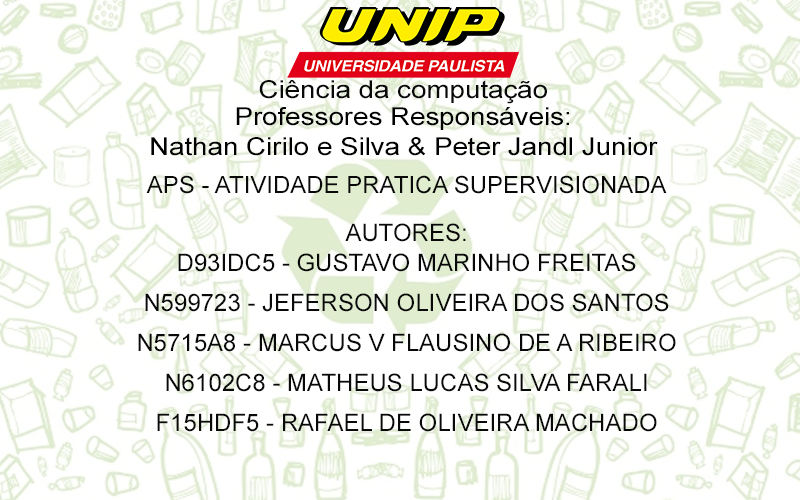 UNIP
UNIVERSIDADE PAULISTA
Ciência da computação
Professores Responsáveis:
Nathan Cirilo e Silva & Peter Jandl Junior
APS - ATIVIDADE PRATICA SUPERVISIONADA
AUTORES:
D93IDC5 - GUSTAVO MARINHO FREITAS
N599723 - JEFERSON OLIVEIRA DOS SANTOS
N5715A8 - MARCUS V FLAUSINO DE A RIBEIRO
N6102C8 - MATHEUS LUCAS SILVA FARALI
F15HDF5 - RAFAEL DE OLIVEIRA MACHADO